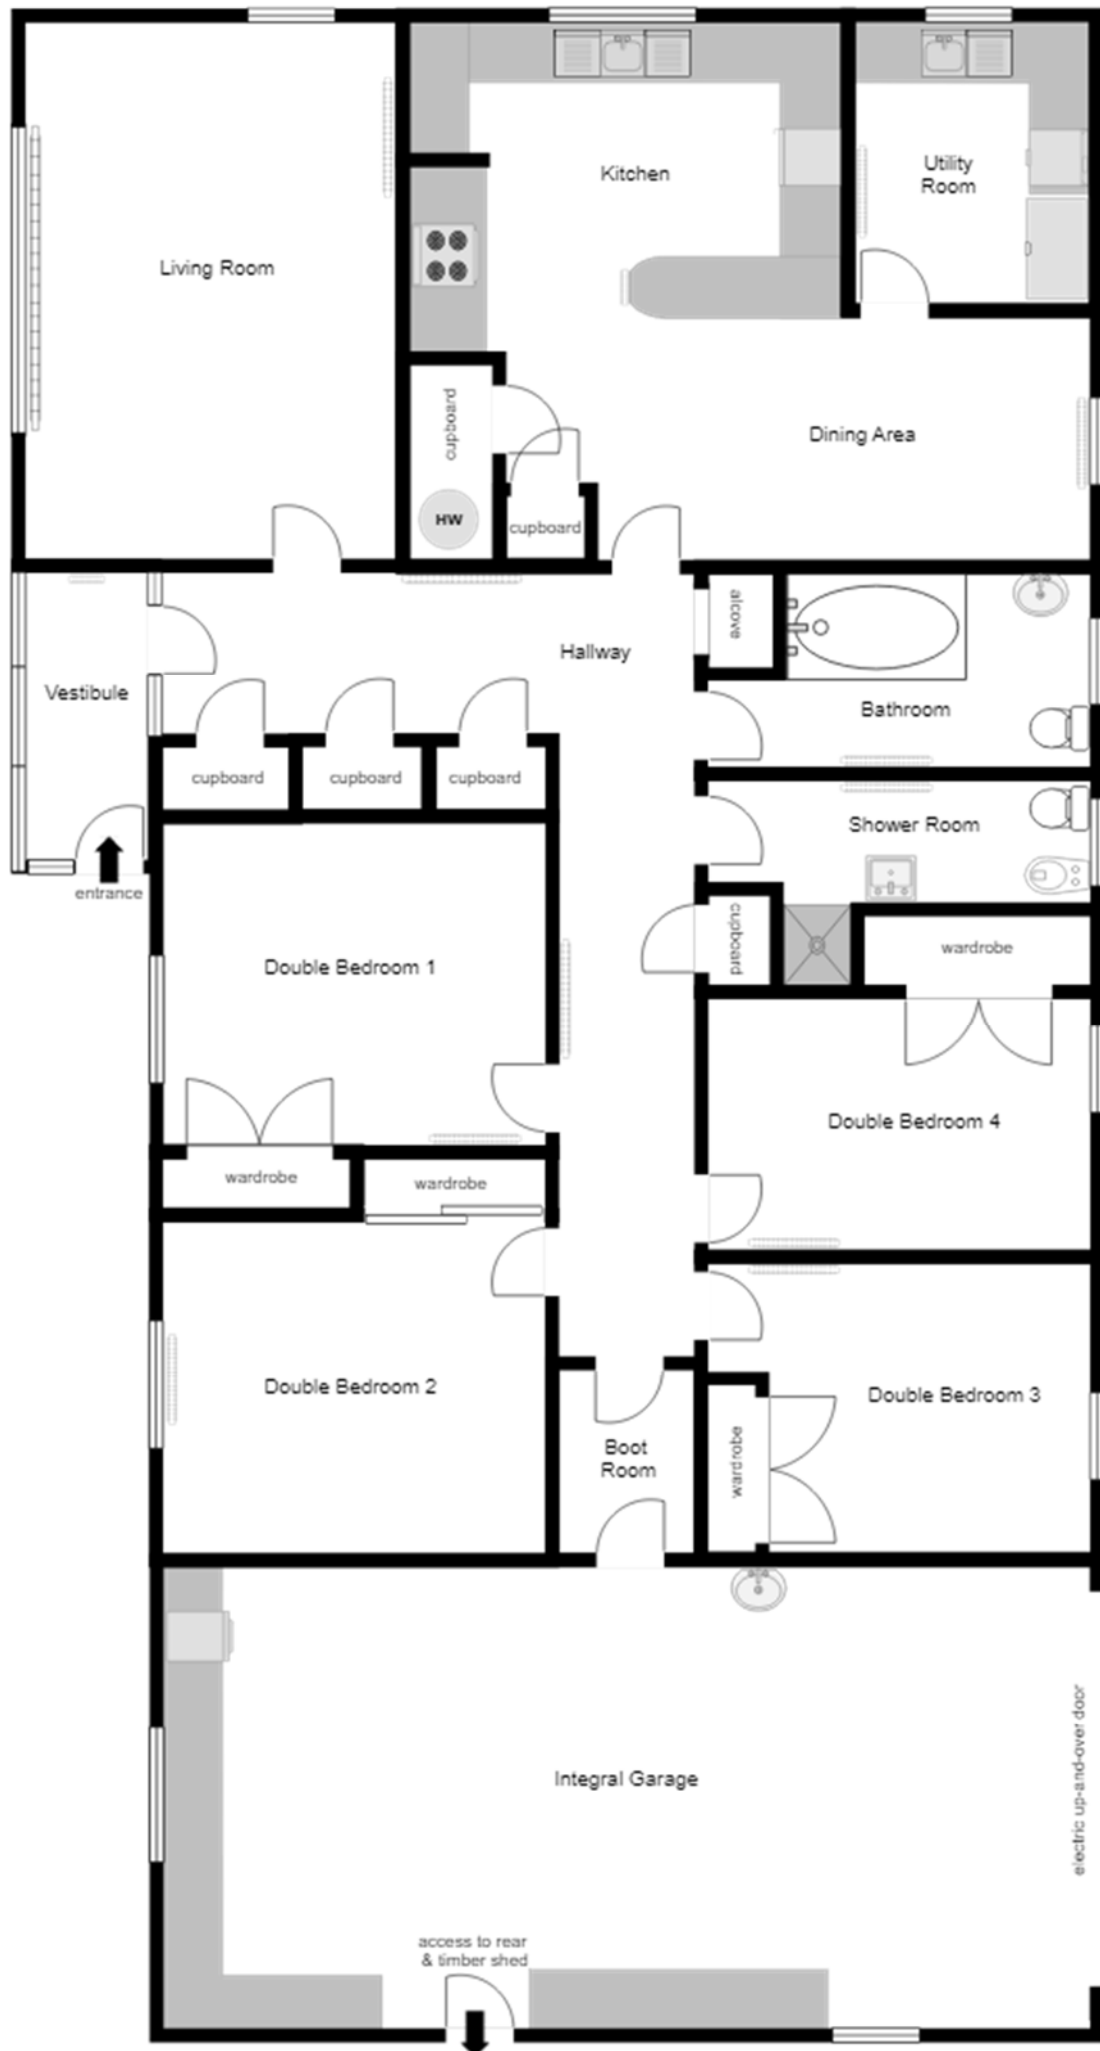 Living Room
Kitchen
Utility
Room
cupboard
HW
cupboard
Dining Area
Vestibule
Hallway
alcove
Bathroom
cupboard
cupboard
cupboard
entrance
Shower Room
cupboard
wardrobe
Double Bedroom 1
wardrobe
wardrobe
Double Bedroom 4
Double Bedroom 2
Double Bedroom 3
wardrobe
Boot
Room
Integral Garage
electric up-and-over door
access to rear
& timber shed